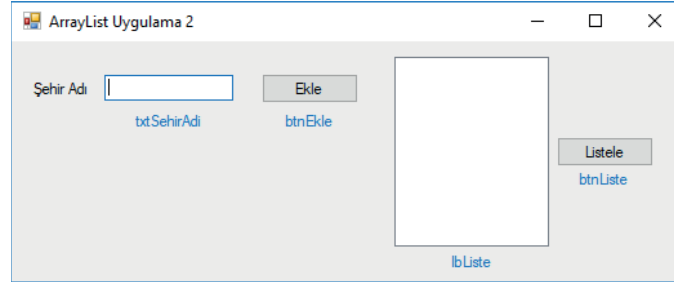 ArrayList Uygulama 2
Şehir Adı
Ekle
txtSehirAdi
btnEkle
Listele
btnListe
lbListe